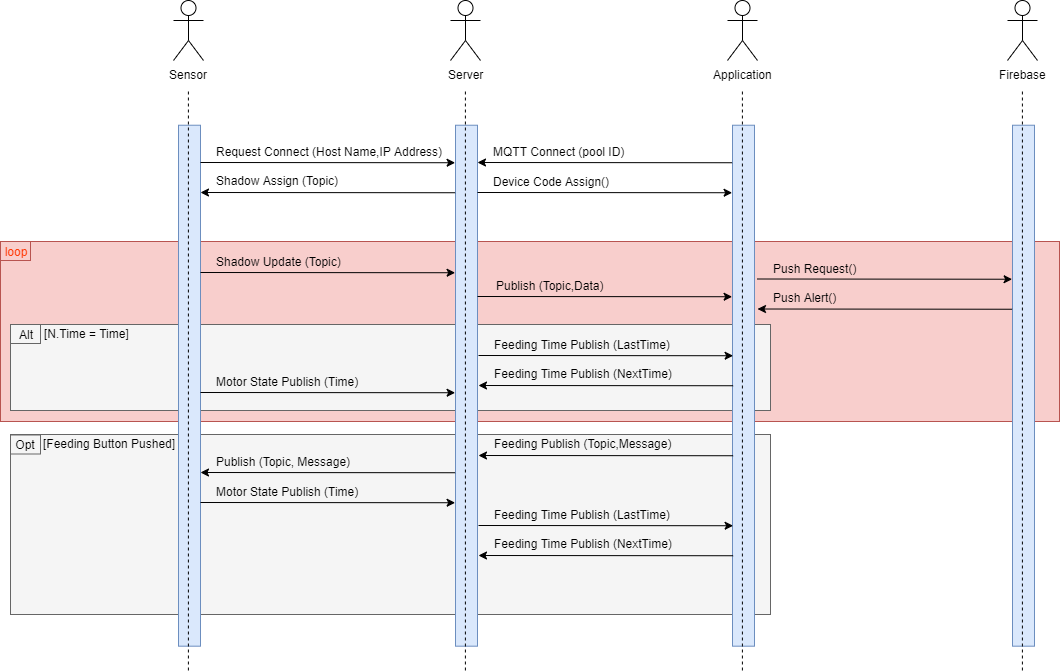 Sensor
Server
Application
Firebase
Request Connect (Host Name,IP Address)
MQTT Connect (pool ID)
Shadow Assign (Topic)
Device Code Assign()
loop
Shadow Update (Topic)
Push Request()
Publish (Topic,Data)
Push Alert()
Alt
[N.Time = Time]
Feeding Time Publish (LastTime)
Feeding Time Publish (NextTime)
Motor State Publish (Time)
Opt
[Feeding Button Pushed]
Feeding Publish (Topic,Message)
Publish (Topic, Message)
Motor State Publish (Time)
Feeding Time Publish (LastTime)
Feeding Time Publish (NextTime)